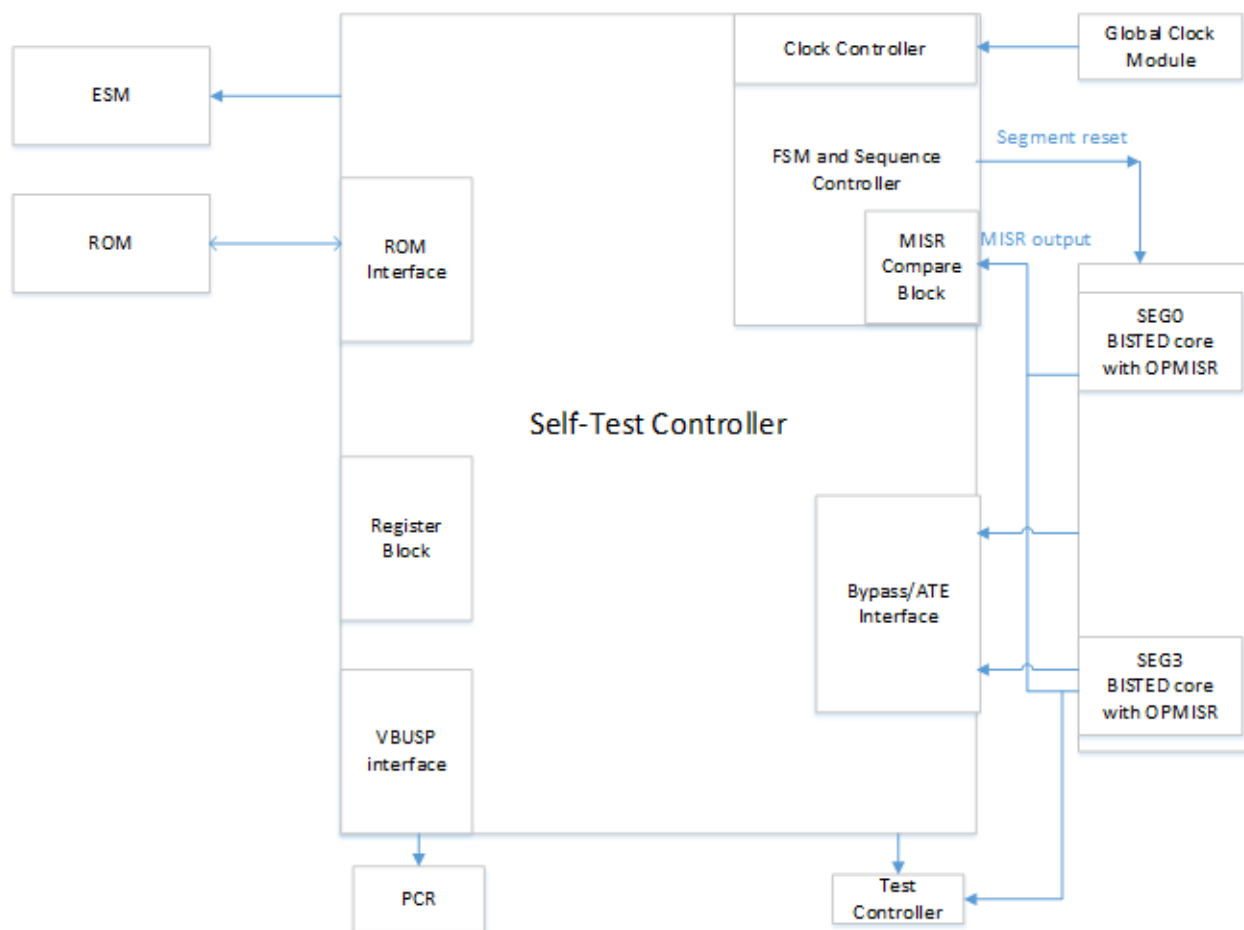 Clock Controller
Global Clock
Module
ESM
Segment reset
FSM and Sequence
Controller
ROM
ROM
Interface
MISR
Compare
Block
MISR output
SEG0
BISTED core
with OPMISR
Self-Test Controller
Register
Block
Bypass/ATE
Interface
SEG3
BISTED core
with OPMISR
VBUSP
interface
PCR
Test
Controller